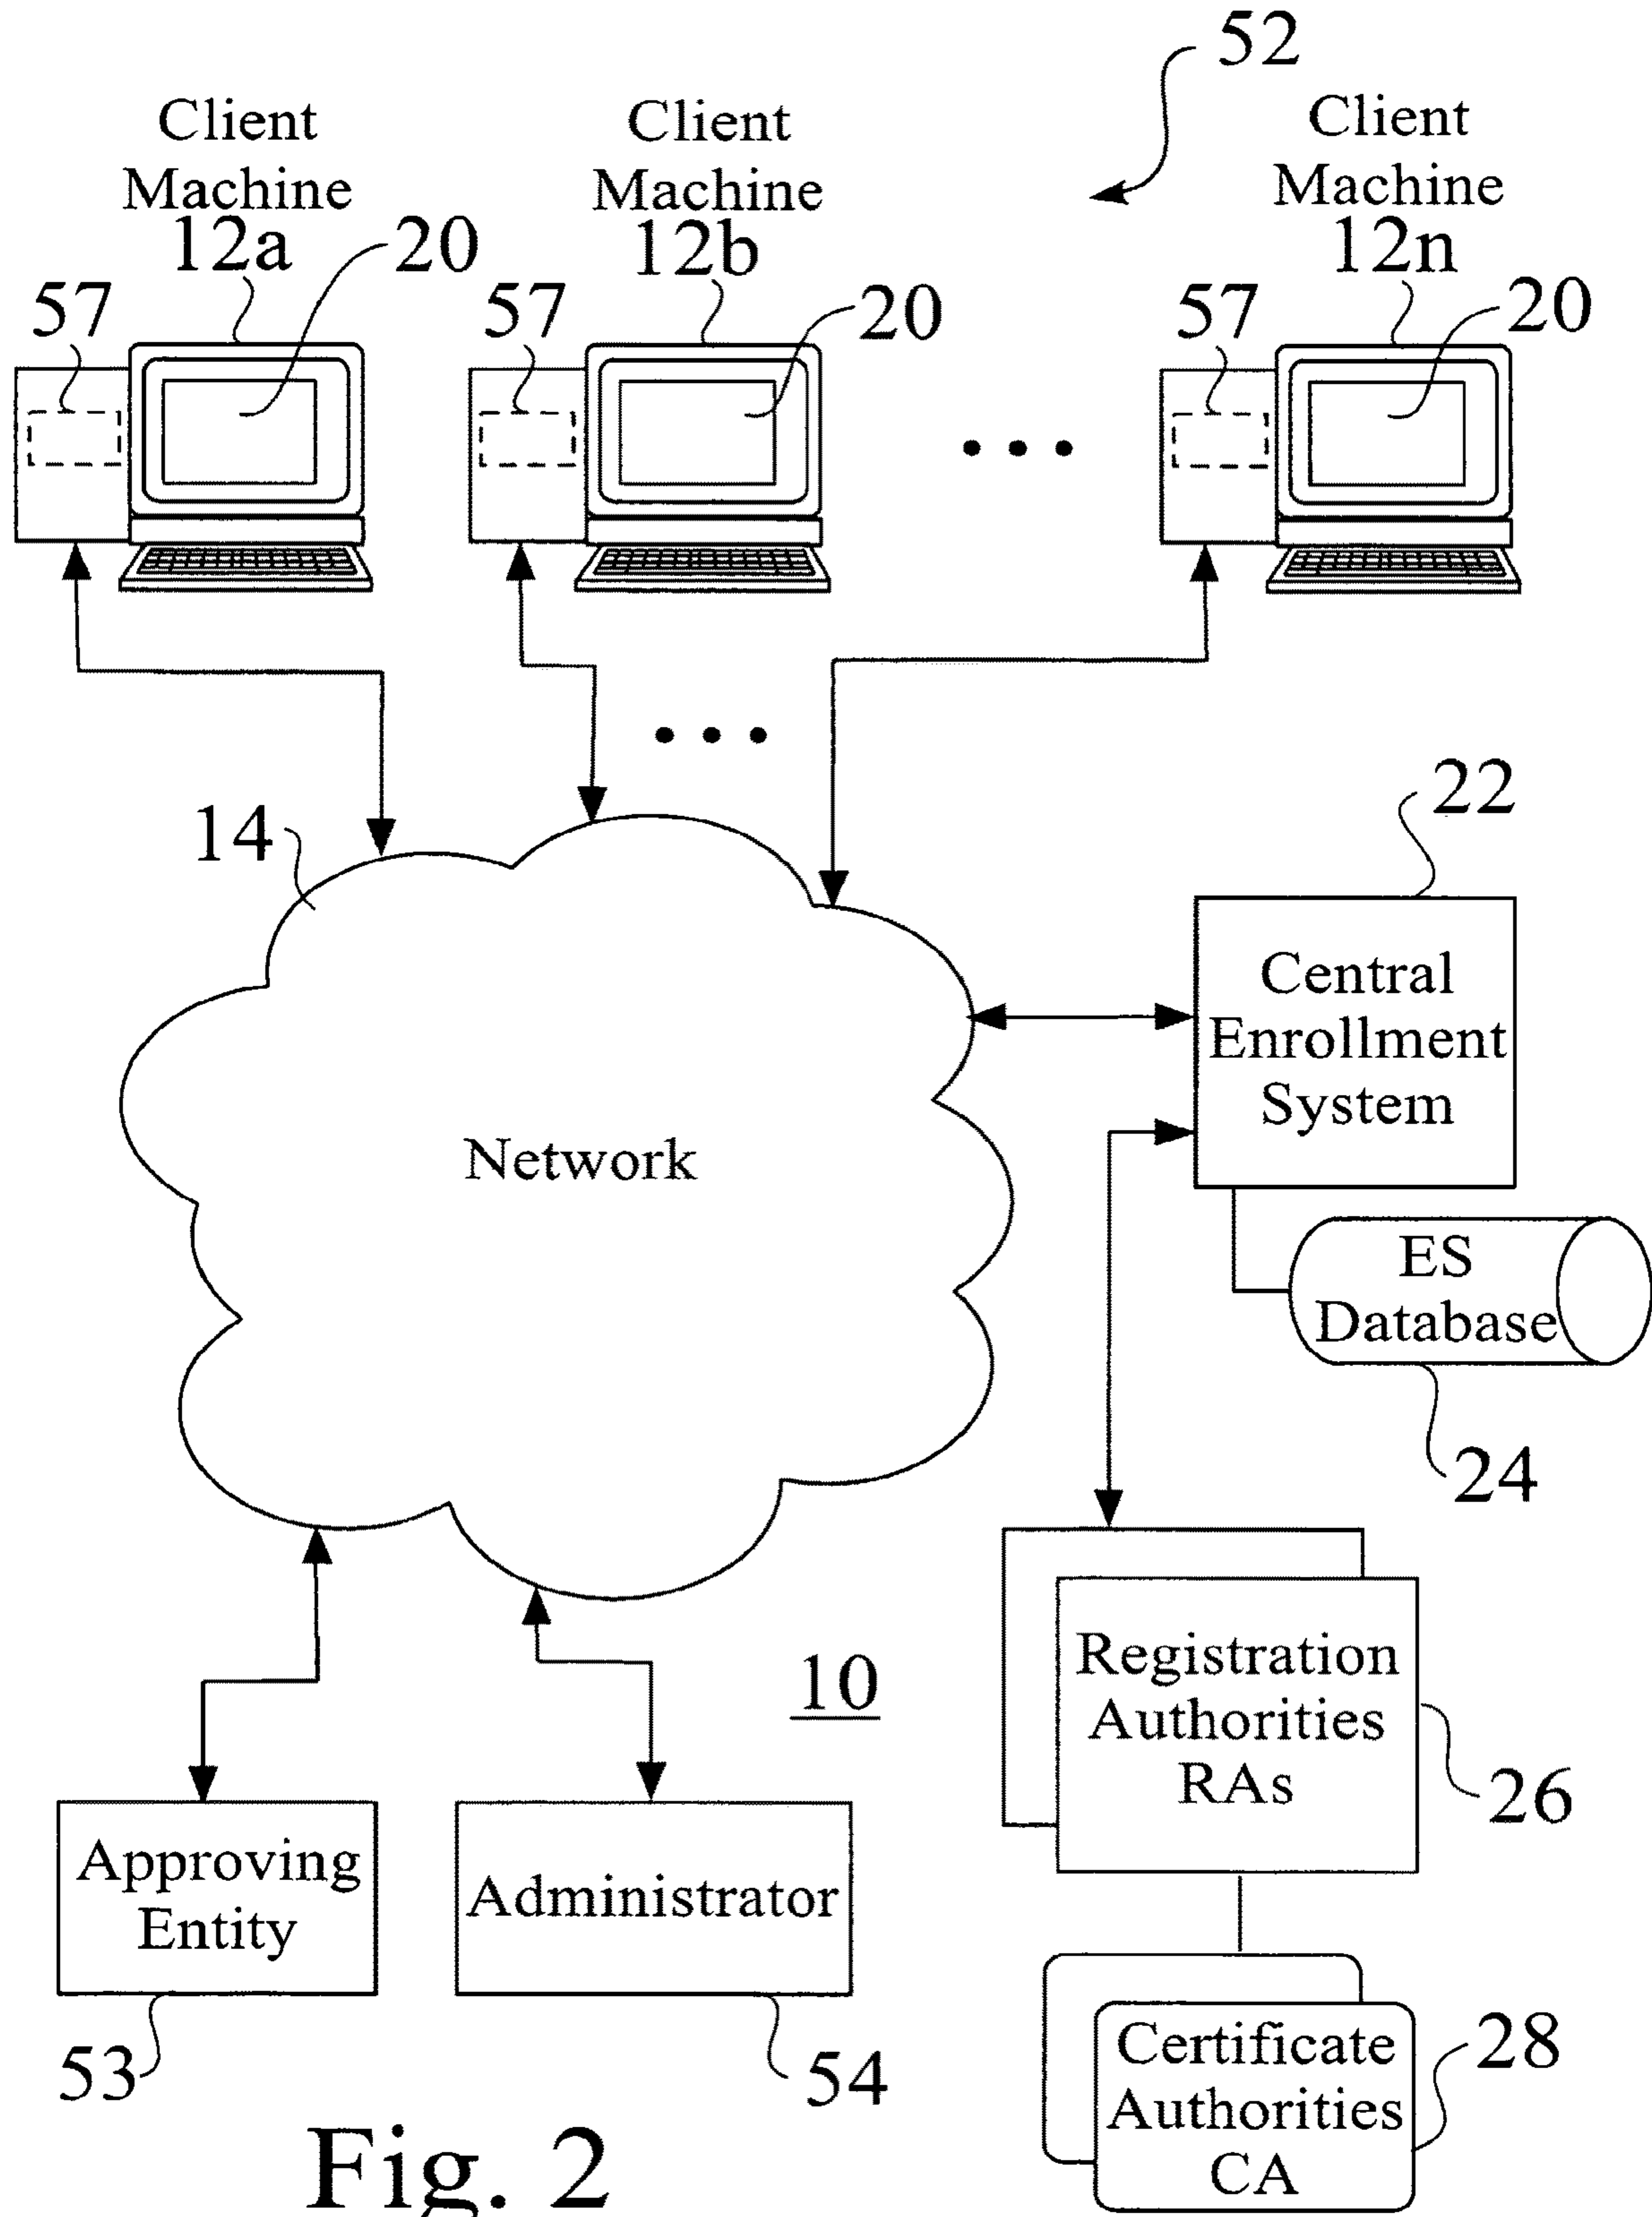 52
Client
Machine
12a
20
57
Client
Machine
12b
20
57
Client
Machine
12n
20
57
14
Network
22
Central
Enrollment
System
ES
Database
24
10
Registration
Authorities
RAs
26
Approving
Entity
53
Administrator
54
Certificate
Authorities
CA
28
Fig. 2